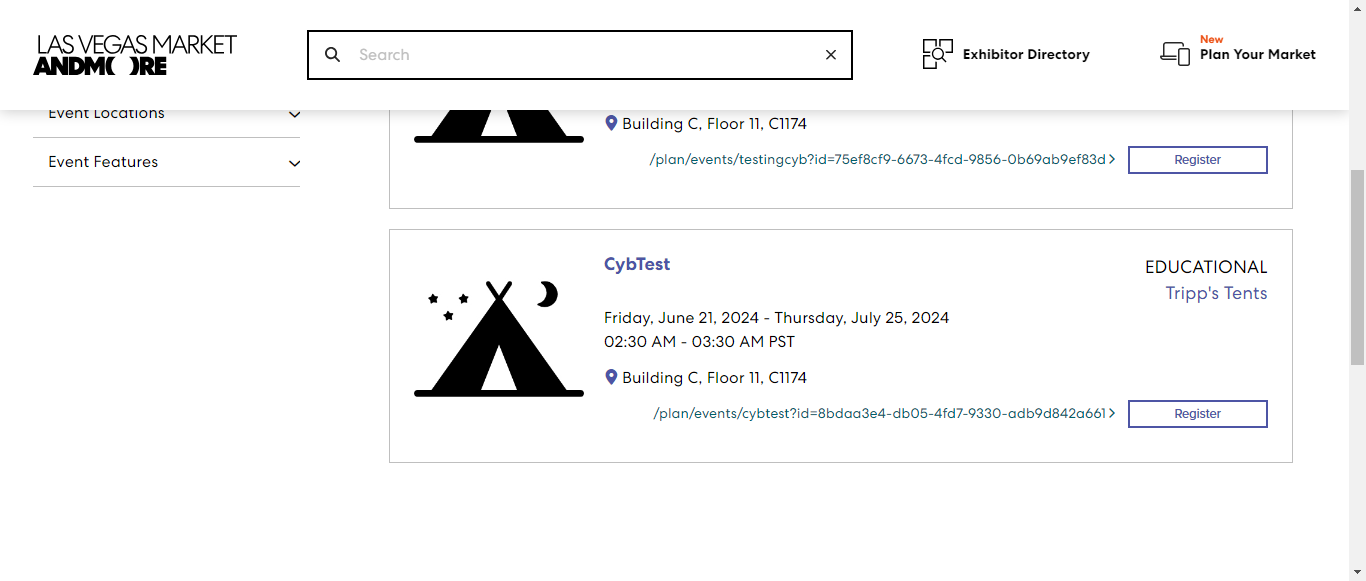 LAS VEGAS MARKET
ANDMORE
Search
Exhibitor Directory
New
Plan Your Market
Event Locations
Event Features
Building C, Floor 11, C1174
/plan/events/testingcyb?id=75ef8cf9-6673-4fcd-9856-0b69ab9ef83d
Register
CybTest
EDUCATIONAL
Tripp's Tents
Friday, June 21, 2024 - Thursday, July 25, 2024
02:30 AM - 03:30 AM PST
Building C, Floor 11, C1174
/plan/events/cybtest?id=8bdaa3e4-db05-4fd7-9330-adb9d842a661
Register